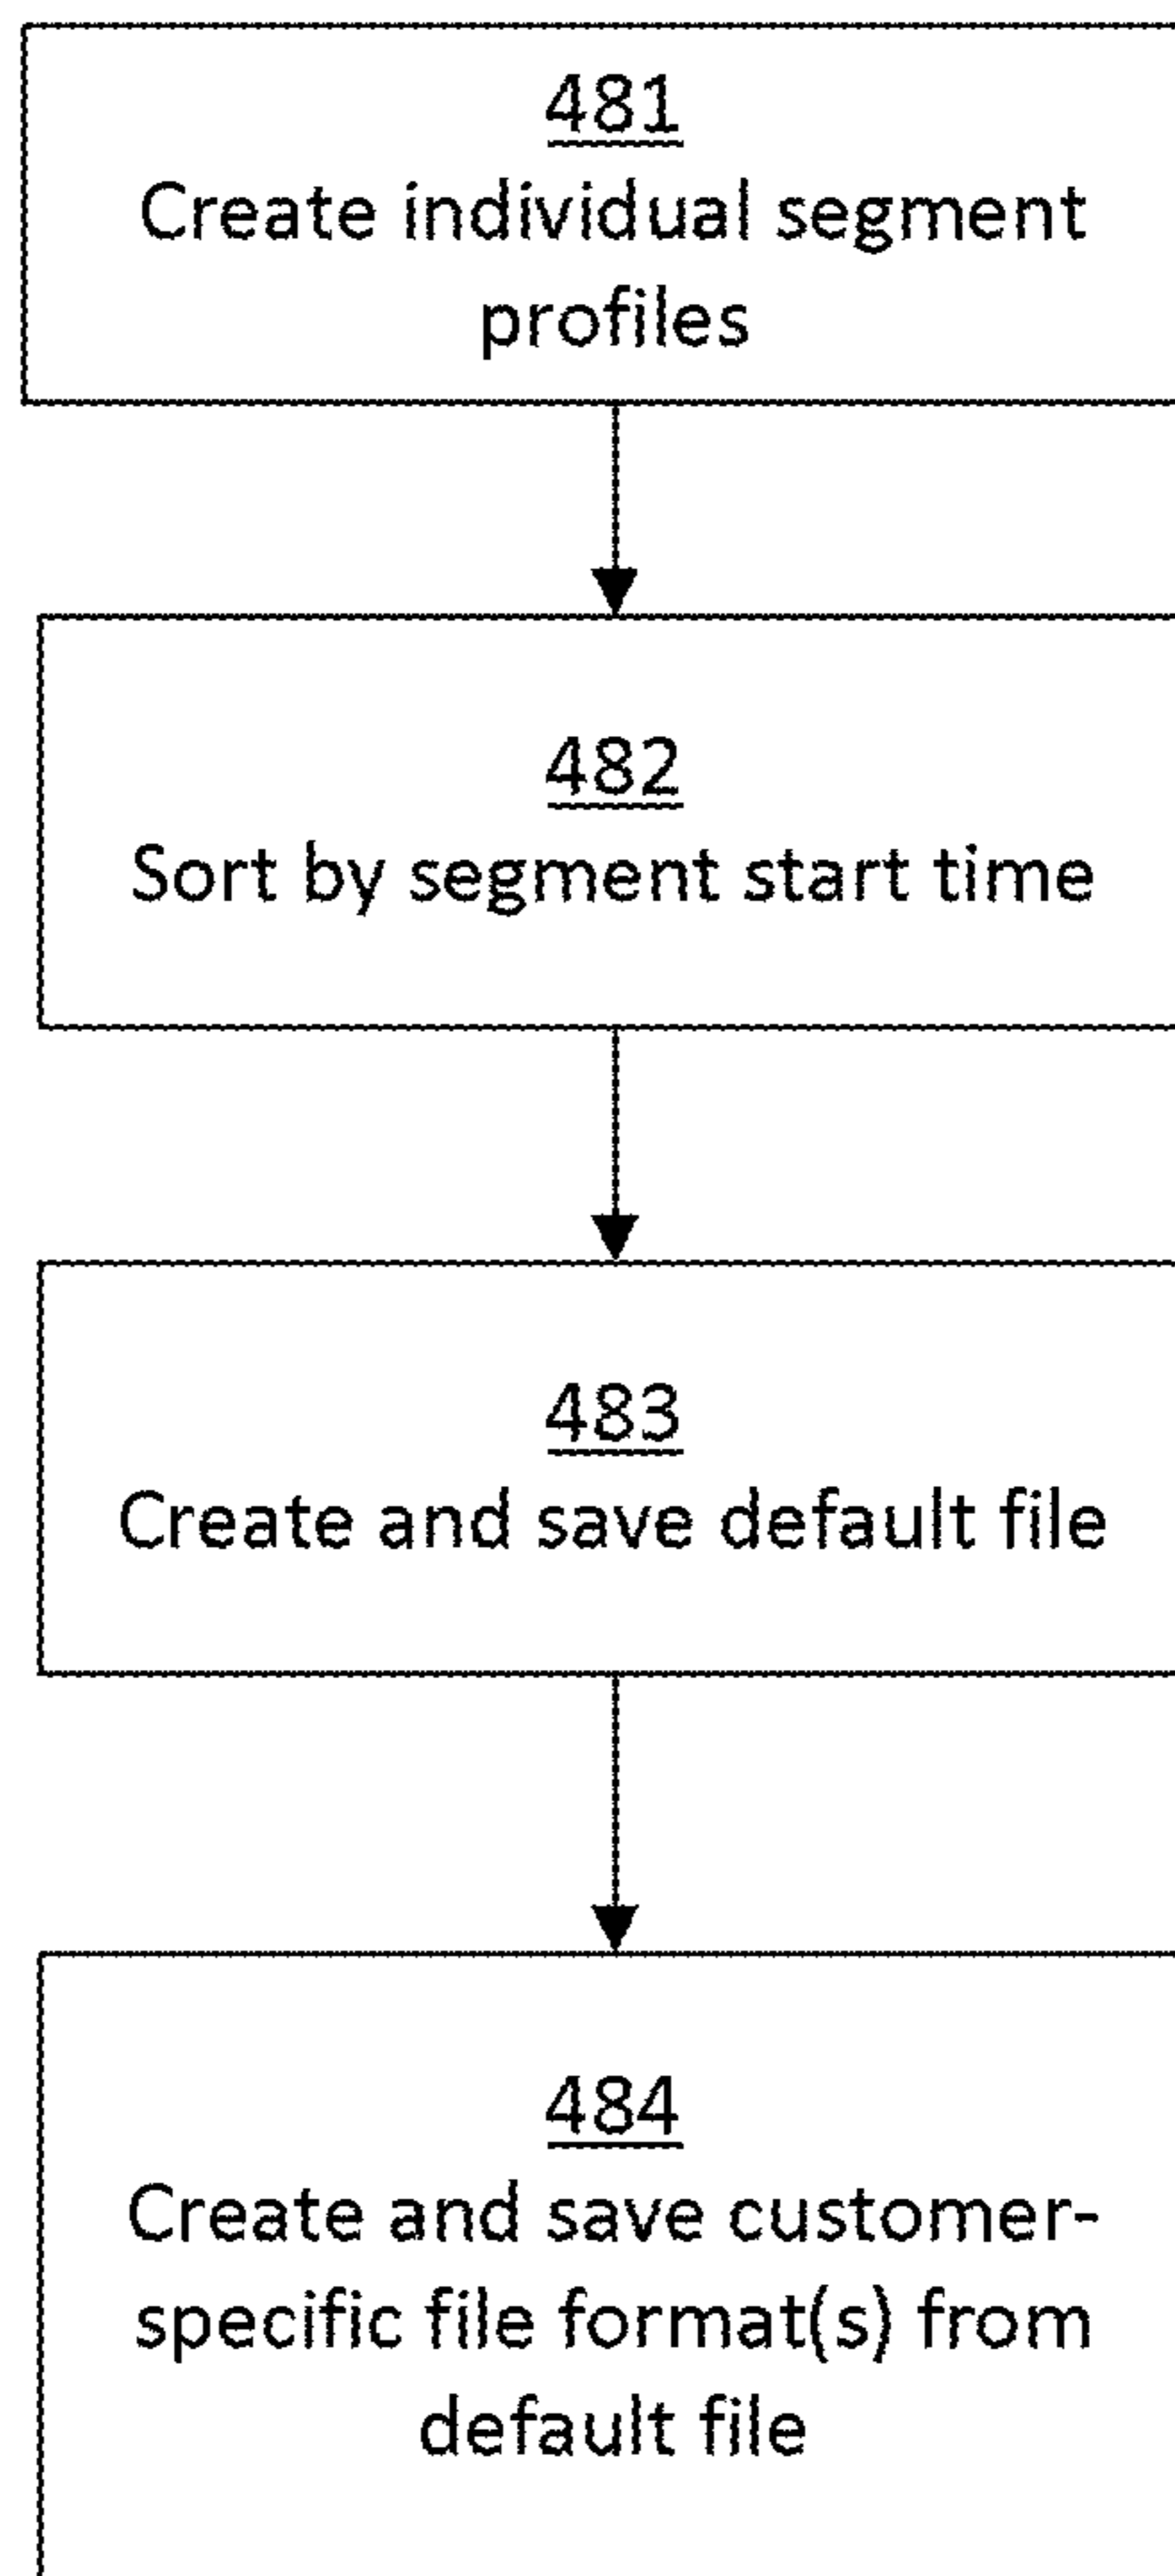 481
Create individual segment
profiles
482
Sort by segment start time
483
Create and save default file
484
Create and save customer-
specific file format(s) from
default file